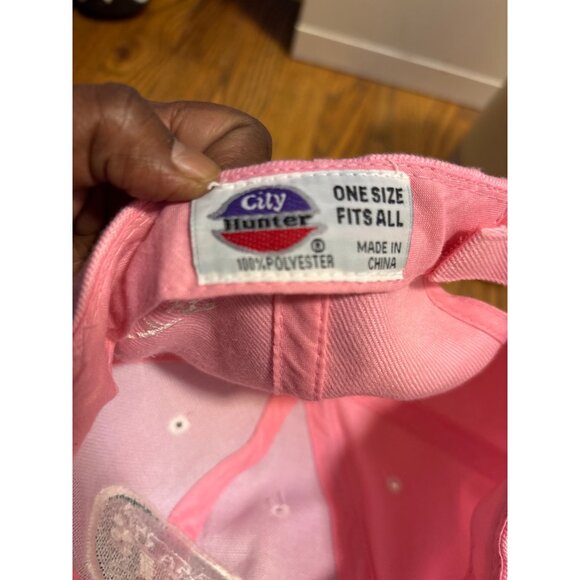 City
Hunter
®
100% POLYESTER
ONE SIZE
FITS ALL
MADE IN
CHINA